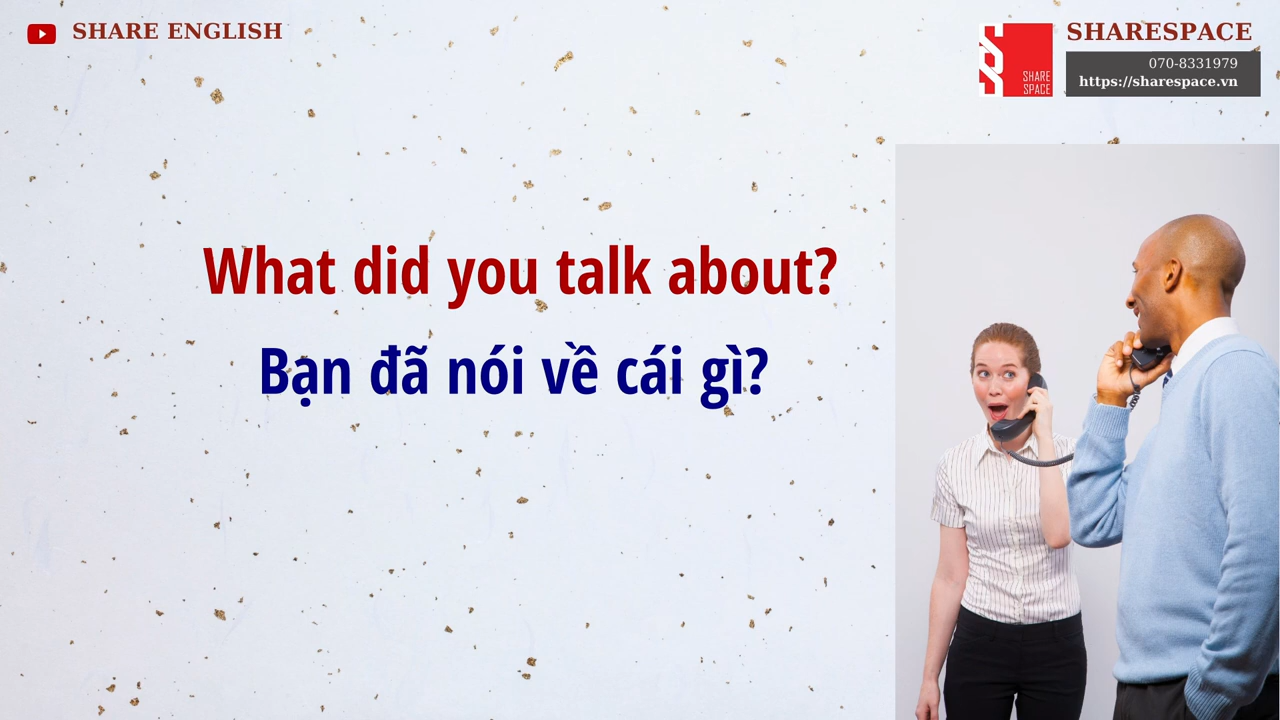 SHARE ENGLISH
SHARESPACE
070-8331979
https://sharespace.vn
SHARE
SPACE
What did you talk about?
Bạn đã nói về cái gì?